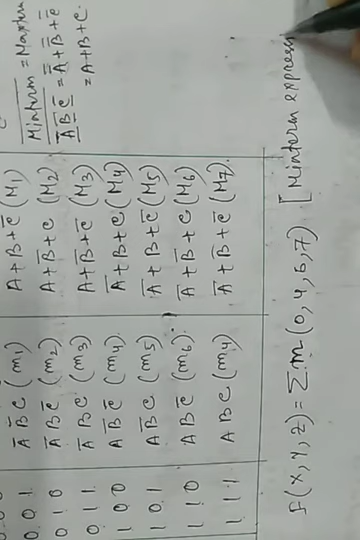 0 0 1 Ā B̄ C (m1) A+B+C̄ (M1)
0 1 0 Ā B C̄ (m2) A+B̄+C (M2)
0 1 1 Ā B C (m3) A+B̄+C̄ (M3)
1 0 0 A B̄ C̄ (m4) Ā+B+C (M4)
1 0 1 A B̄ C (m5) Ā+B+C̄ (M5)
1 1 0 A B C̄ (m6) Ā+B̄+C (M6)
1 1 1 A B C (m7) Ā+B̄+C̄ (M7)
Minterm = Maxterm
Ā B̄ C̄ = A̿ + B̿ + C̿
= A+B+C.
f(x,y,z) = Σm (0,4,5,7) [Minterm express